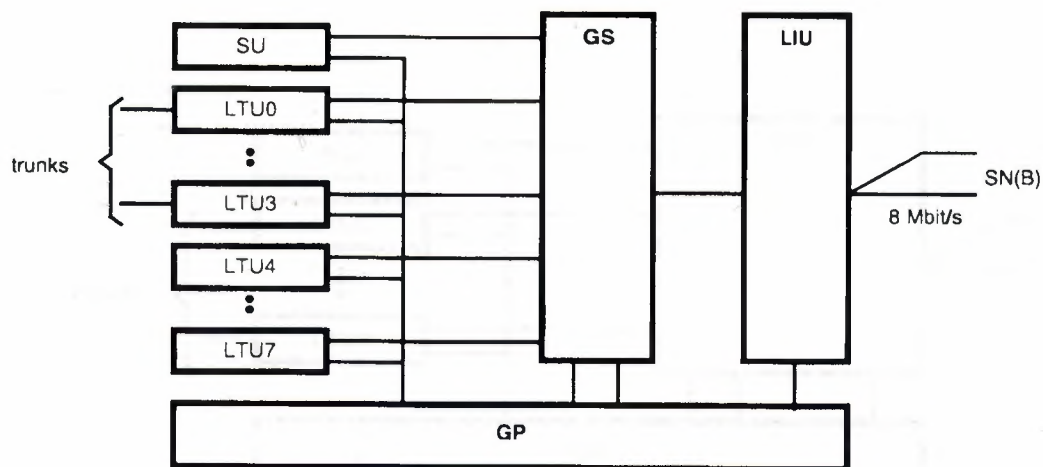 SU
GS
LIU
LTU0
trunks
LTU3
SN(B)
8 Mbit/s
LTU4
LTU7
GP